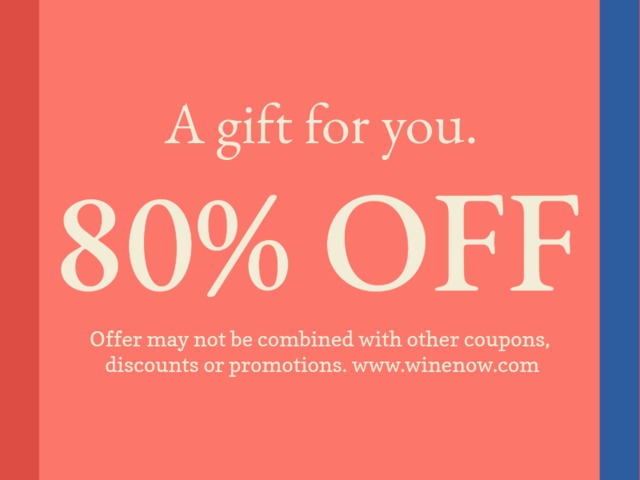 A gift for you.
80% OFF
Offer may not be combined with other coupons,
discounts or promotions. www.winenow.com